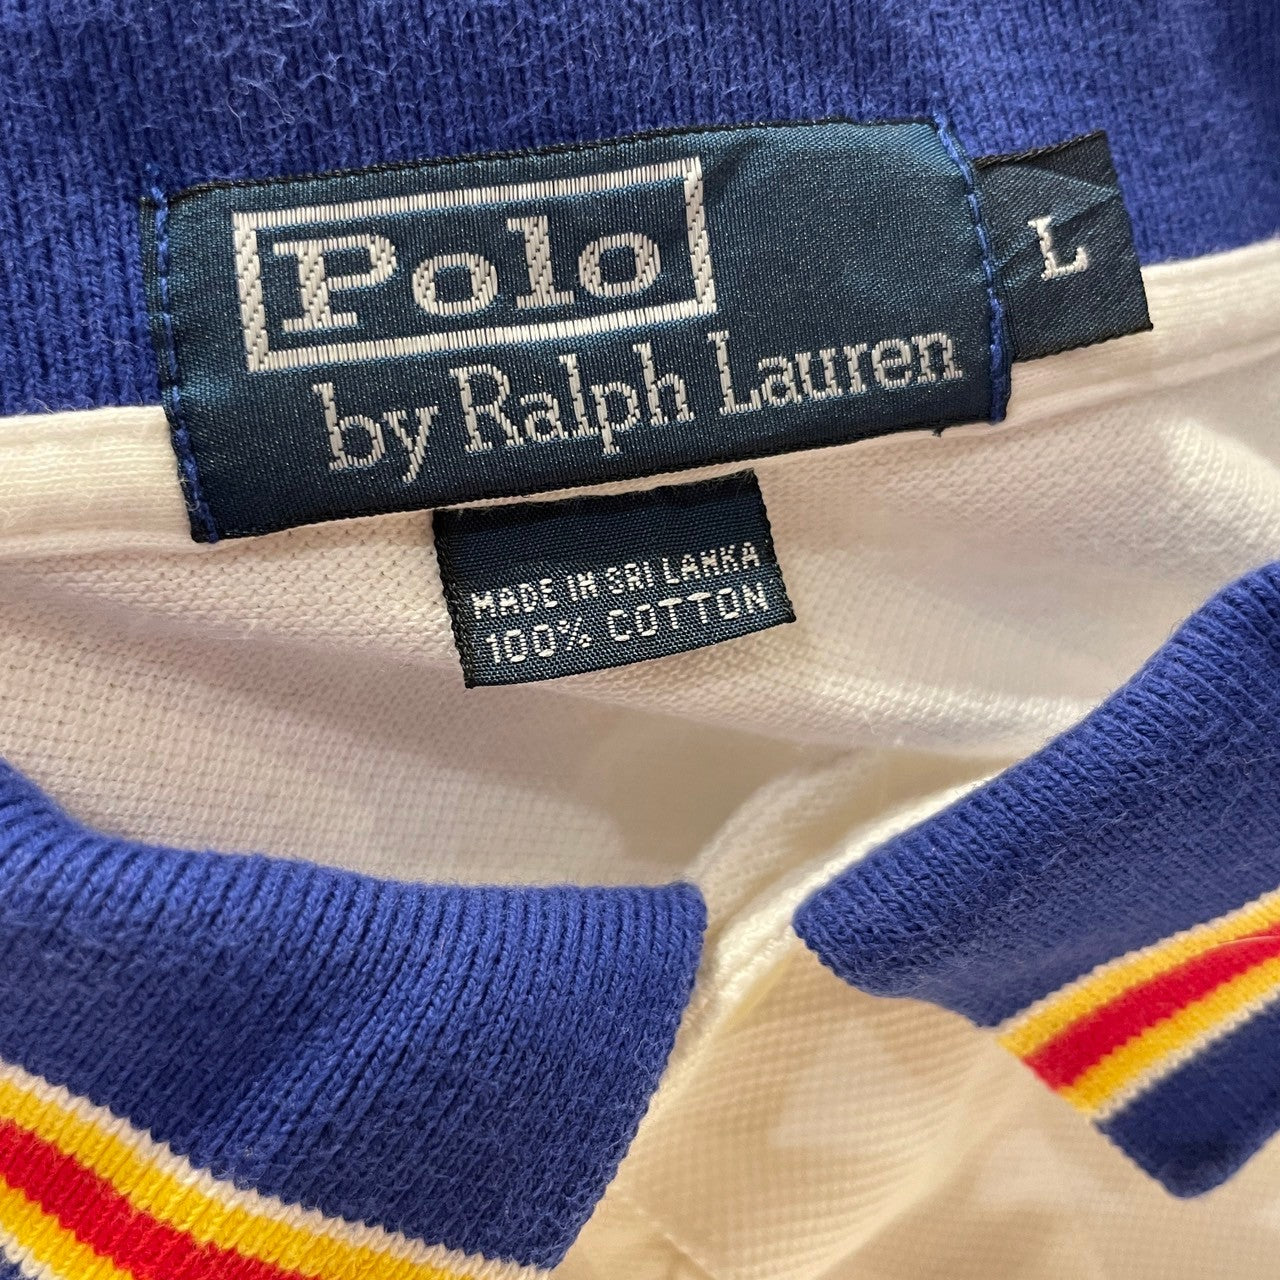 Polo
by Ralph Lauren
L
MADE IN SRI LANKA
100% COTTON